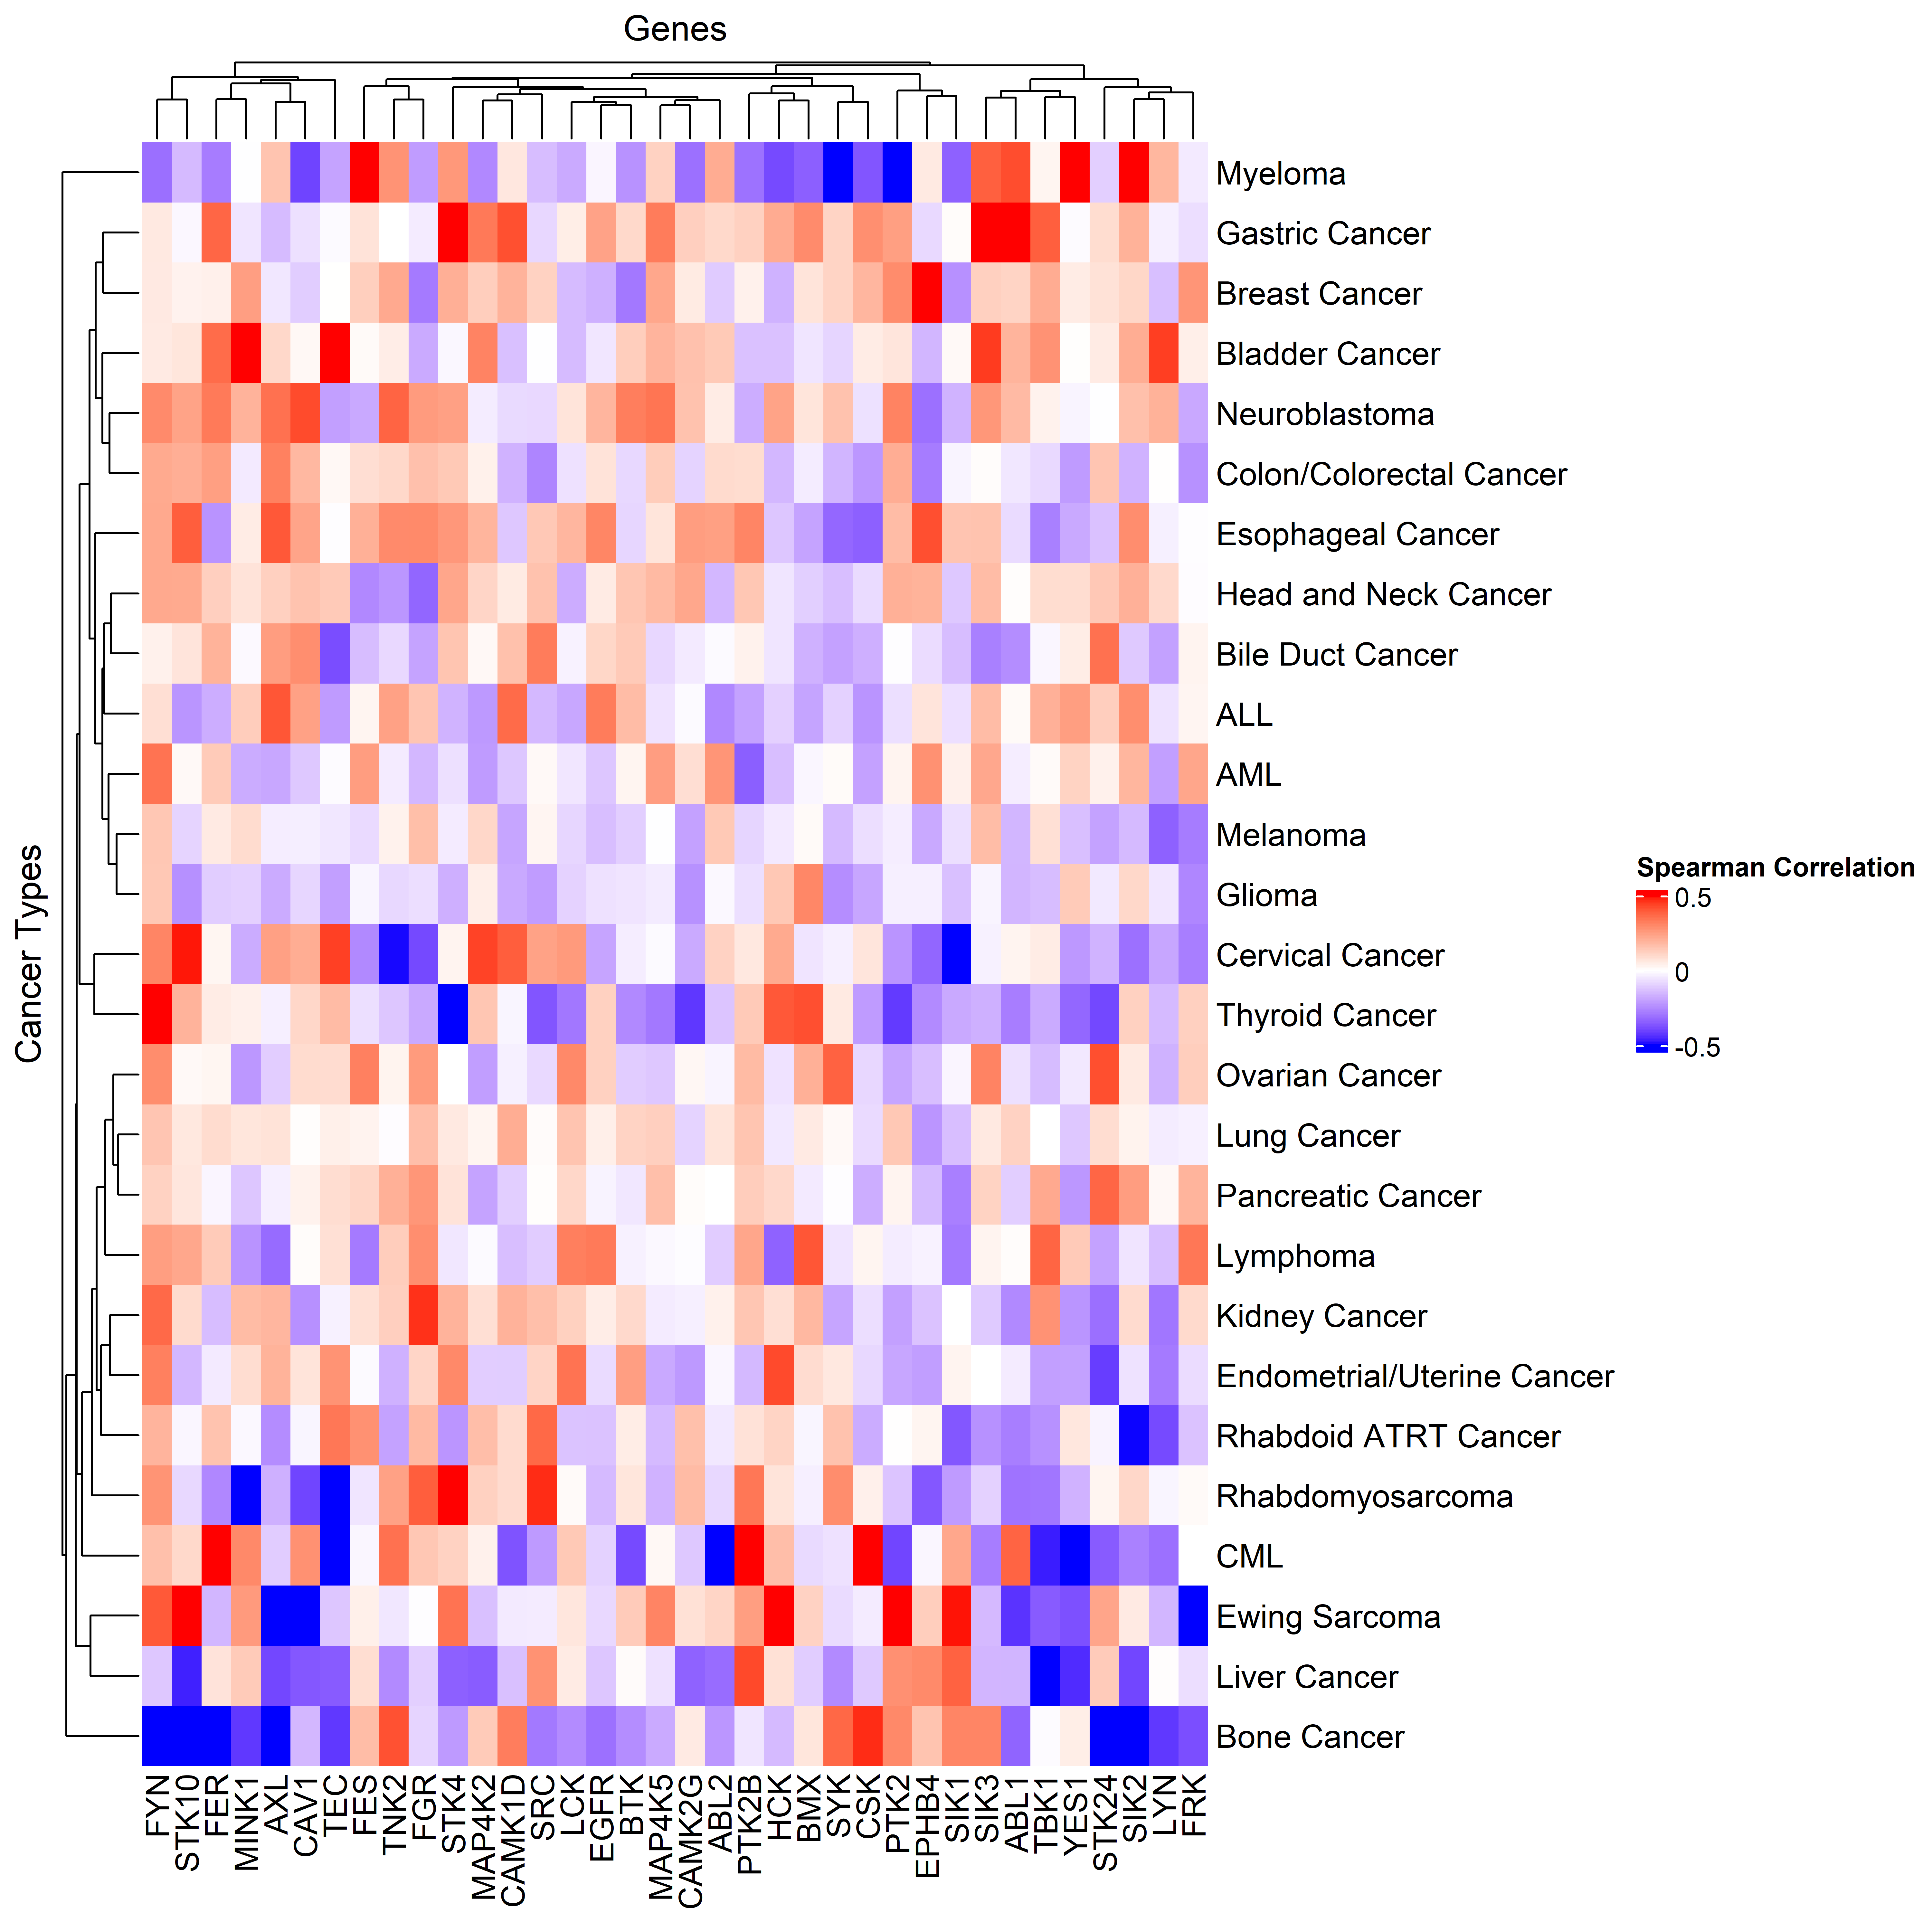 Genes
Myeloma
Gastric Cancer
Breast Cancer
Bladder Cancer
Neuroblastoma
Colon/Colorectal Cancer
Esophageal Cancer
Head and Neck Cancer
Bile Duct Cancer
ALL
AML
Melanoma
Glioma
Cervical Cancer
Thyroid Cancer
Ovarian Cancer
Lung Cancer
Pancreatic Cancer
Lymphoma
Kidney Cancer
Endometrial/Uterine Cancer
Rhabdoid ATRT Cancer
Rhabdomyosarcoma
CML
Ewing Sarcoma
Liver Cancer
Bone Cancer
Cancer Types
Spearman Correlation
0.5
0
-0.5
FYN
STK10
FER
MINK1
AXL
CAV1
TEC
FES
TNK2
FGR
STK4
MAP4K2
CAMK1D
SRC
LCK
EGFR
BTK
MAP4K5
CAMK2G
ABL2
PTK2B
HCK
BMX
SYK
CSK
PTK2
EPHB4
SIK1
SIK3
ABL1
TBK1
YES1
STK24
SIK2
LYN
FRK